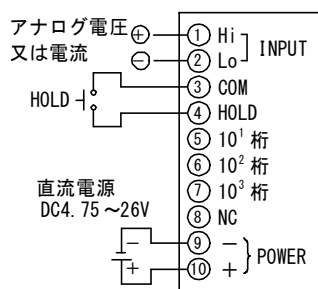 アナログ電圧
又は電流
⊕
⊖
① Hi
② Lo
INPUT
③ COM
HOLD
④ HOLD
⑤ 10¹ 桁
⑥ 10² 桁
⑦ 10³ 桁
⑧ NC
直流電源
DC4.75～26V
⑨ －
⑩ ＋
POWER
－
＋